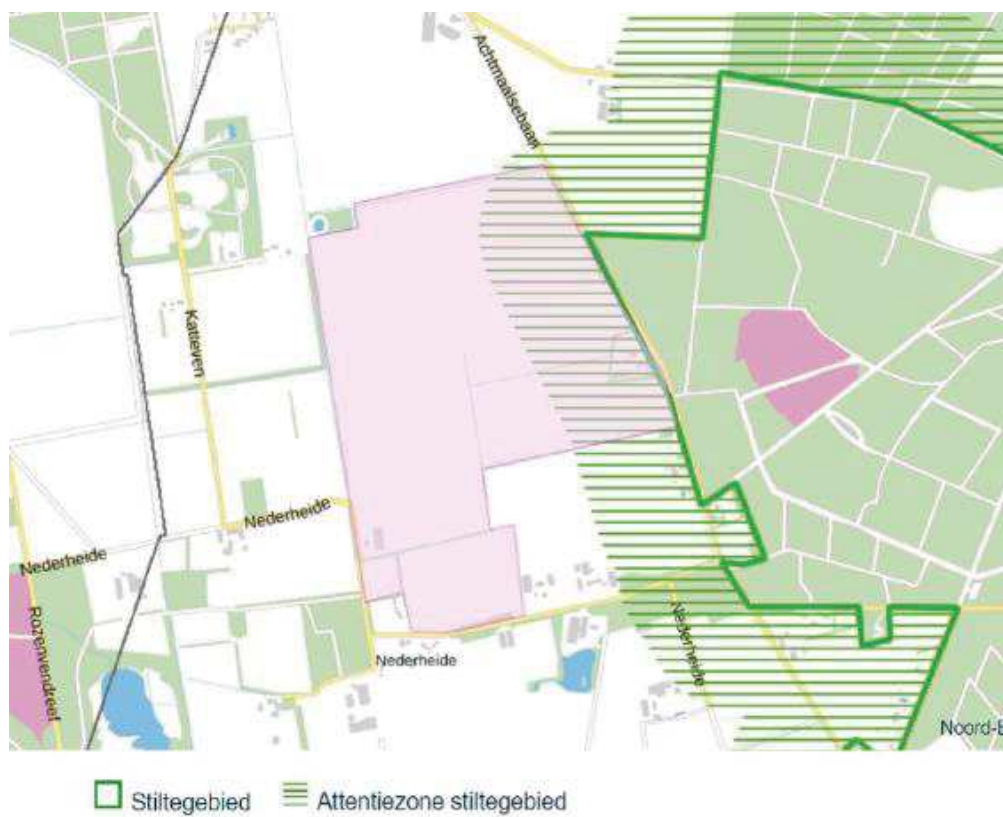 Achtmaalsebaan
Katteven
Nederheide
Nederheide
Rozenvendreef
Nederheide
Nederheide
Noord-B
Stiltegebied
Attentiezone stiltegebied